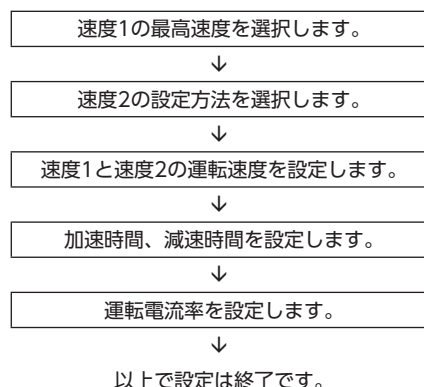 速度1の最高速度を選択します。
↓
速度2の設定方法を選択します。
↓
速度1と速度2の運転速度を設定します。
↓
加速時間、減速時間を設定します。
↓
運転電流率を設定します。
↓
以上で設定は終了です。